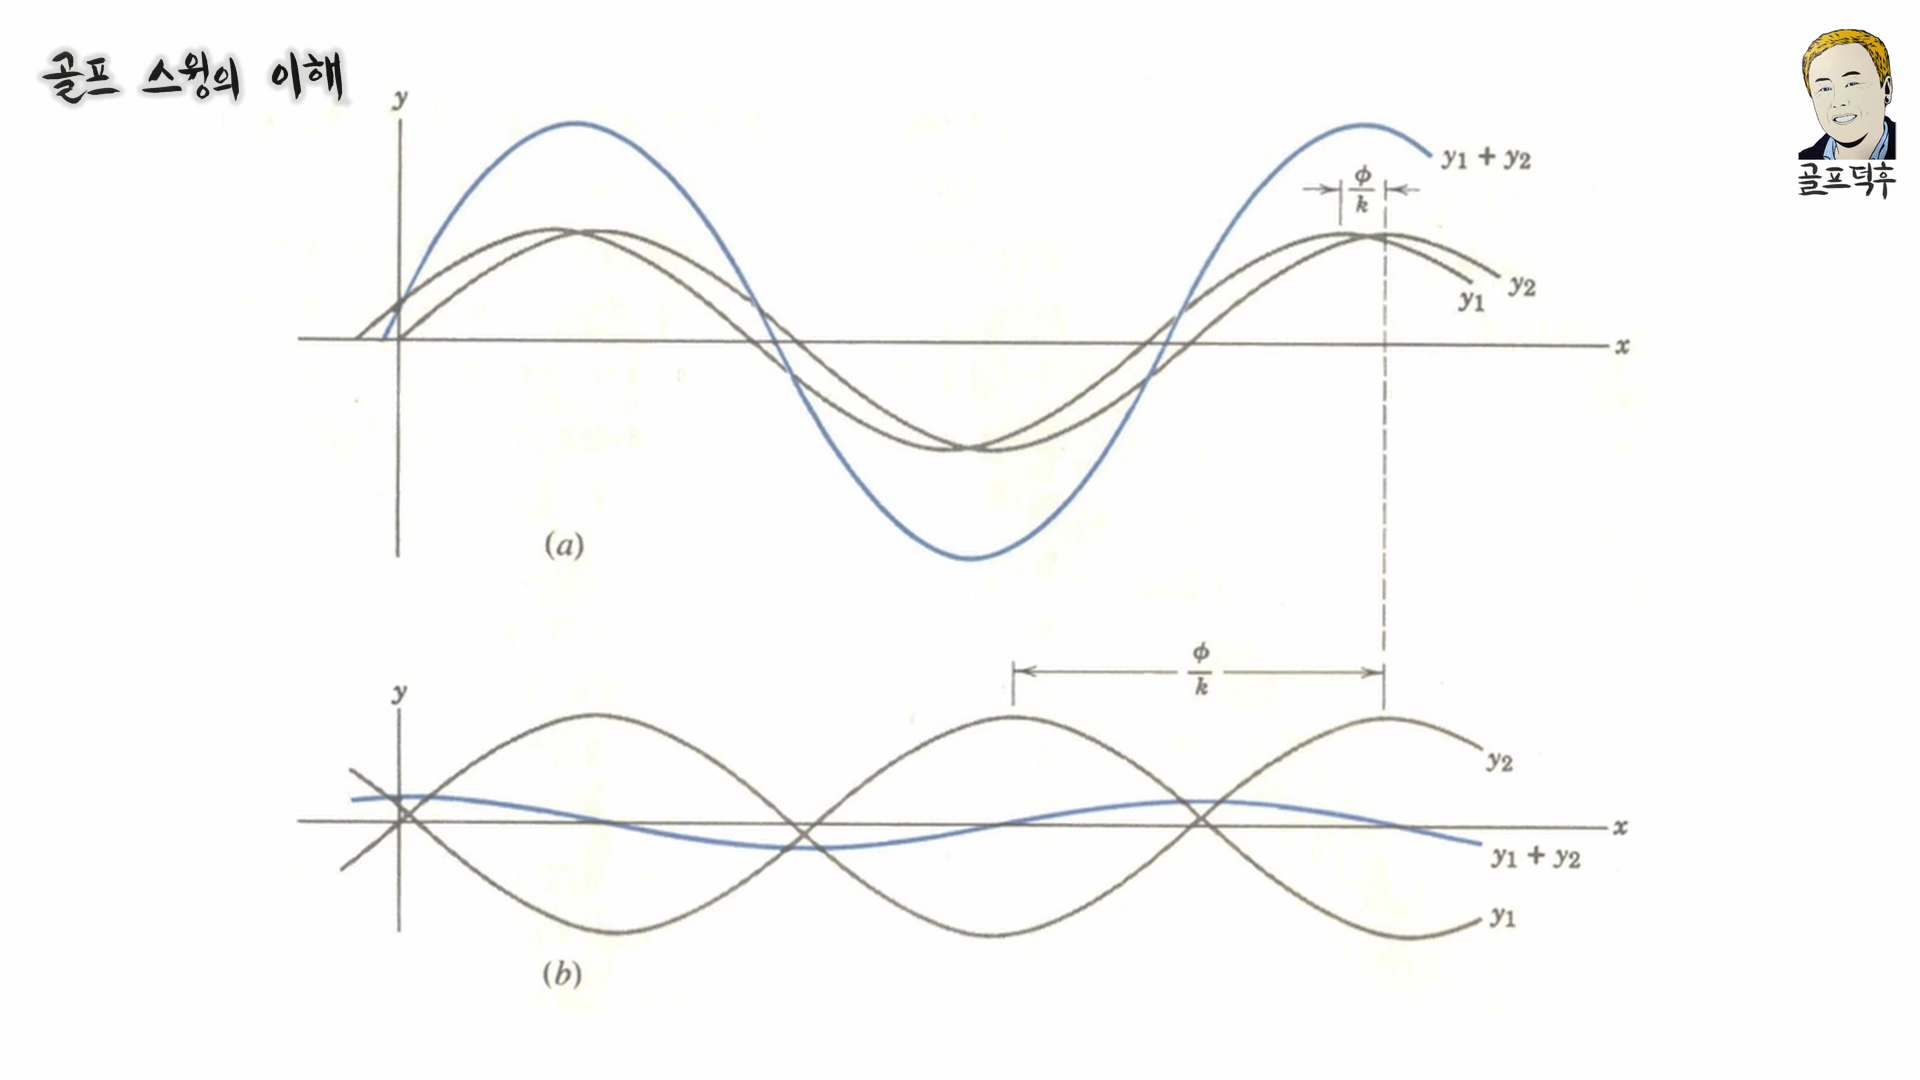 골프 스윙의 이해
골프덕후
y
y₁ + y₂
ϕ
k
y₂
y₁
x
(a)
ϕ
k
y
y₂
x
y₁ + y₂
y₁
(b)